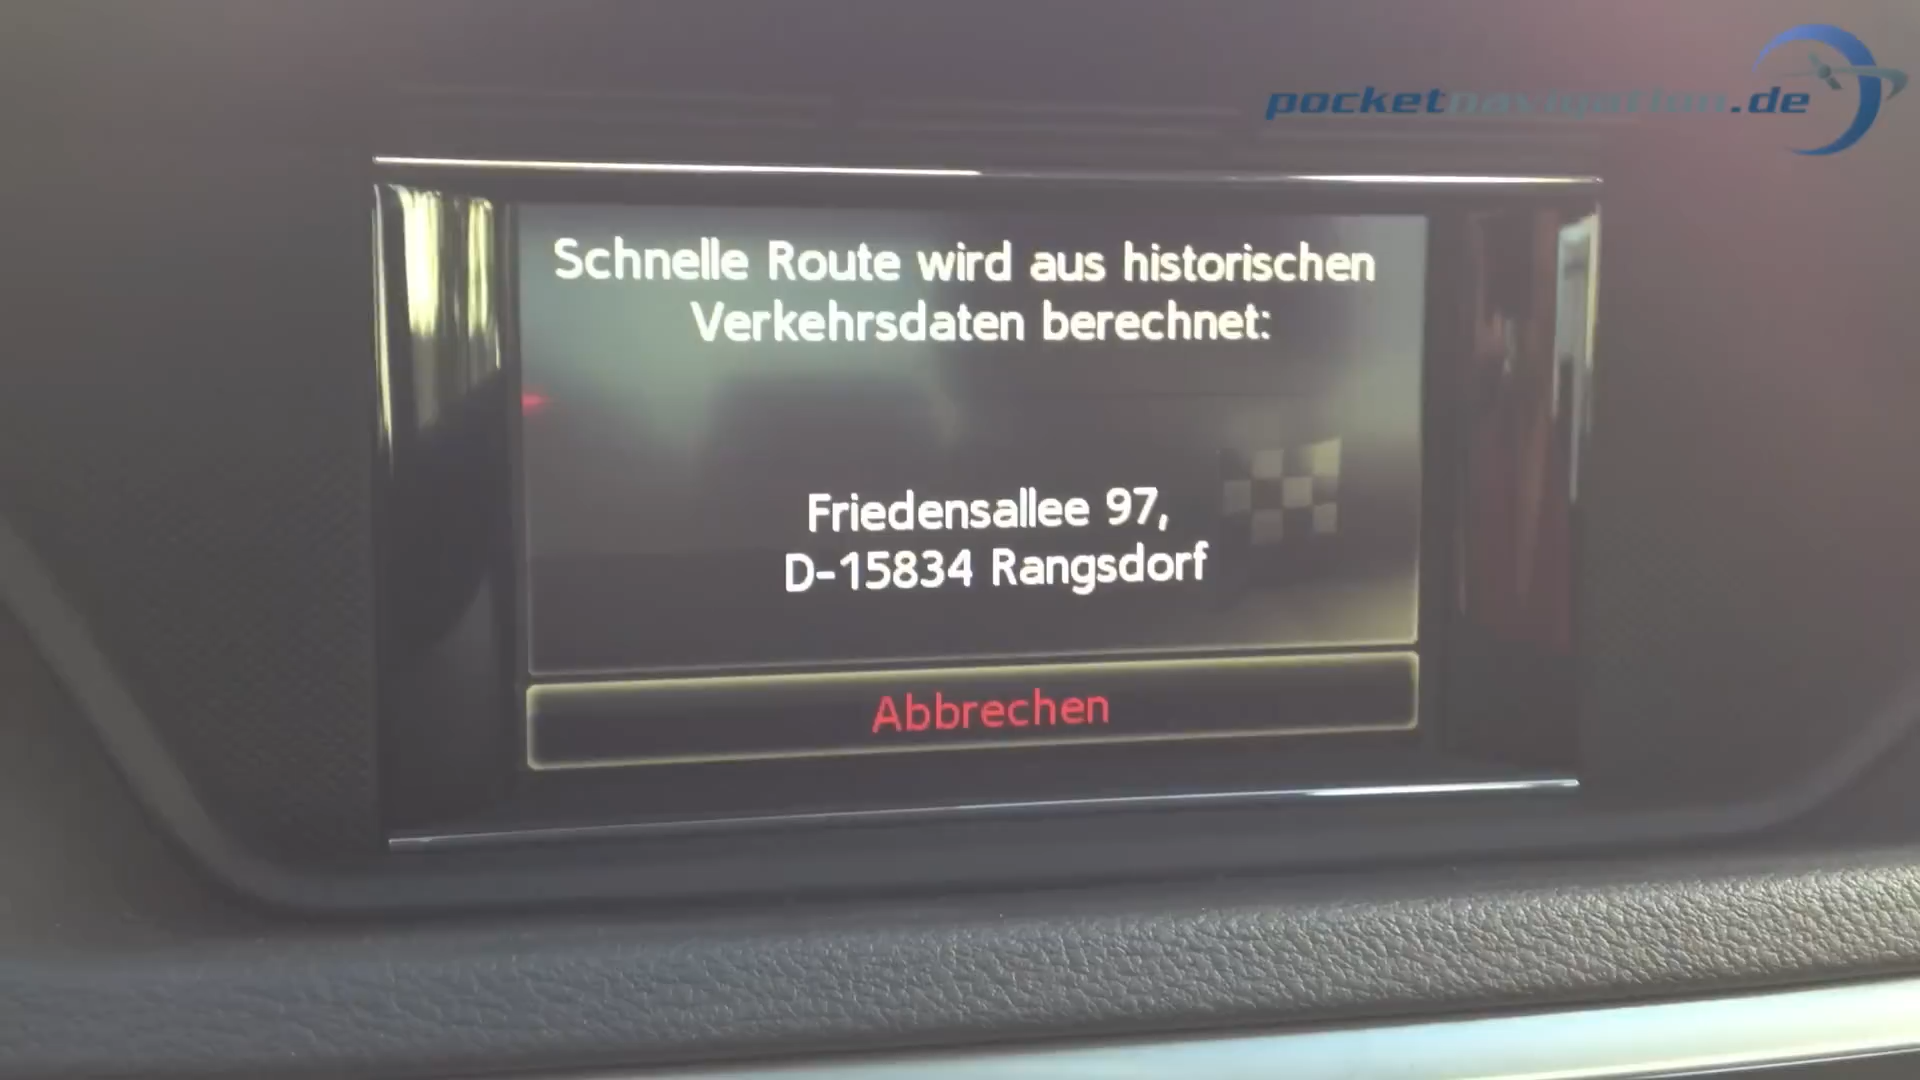 pocketnavigation.de
Schnelle Route wird aus historischen
Verkehrsdaten berechnet:
Friedensallee 97,
D-15834 Rangsdorf
Abbrechen